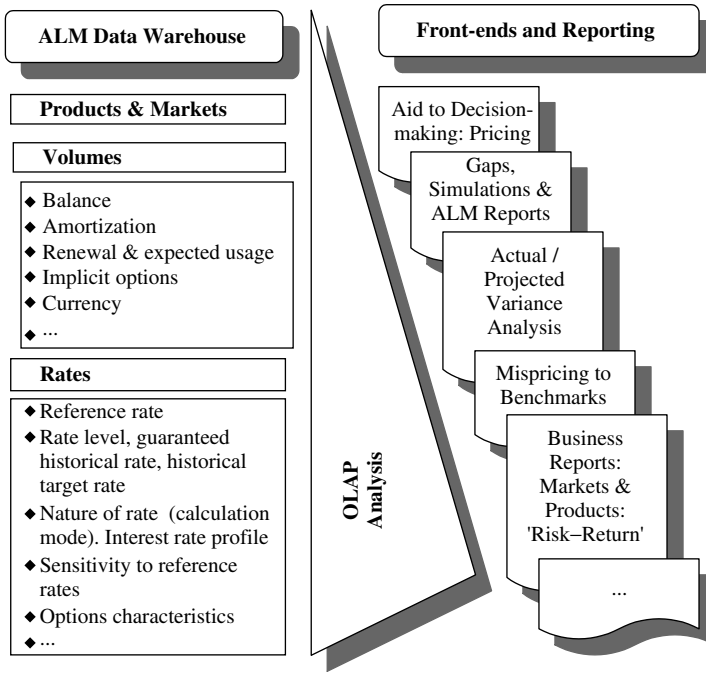 ALM Data Warehouse
Products & Markets
Volumes
◆ Balance
◆ Amortization
◆ Renewal & expected usage
◆ Implicit options
◆ Currency
◆ ...
Rates
◆ Reference rate
◆ Rate level, guaranteed
historical rate, historical
target rate
◆ Nature of rate (calculation
mode). Interest rate profile
◆ Sensitivity to reference
rates
◆ Options characteristics
◆ ...
OLAP
Analysis
Front-ends and Reporting
Aid to Decision-
making: Pricing
Gaps,
Simulations &
ALM Reports
Actual /
Projected
Variance
Analysis
Mispricing to
Benchmarks
Business
Reports:
Markets &
Products:
'Risk−Return'
...